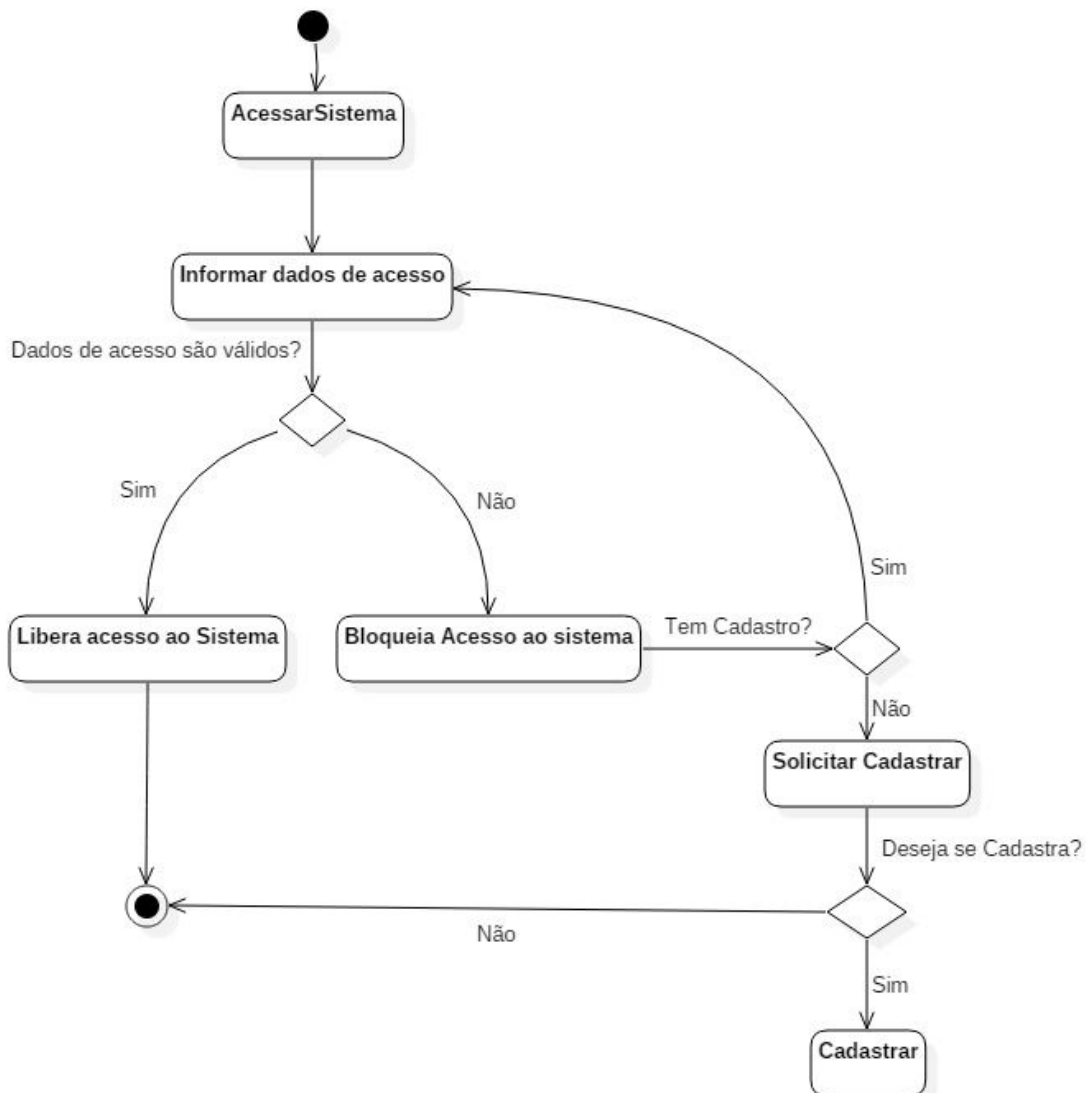 AcessarSistema
Informar dados de acesso
Dados de acesso são válidos?
Sim
Não
Sim
Libera acesso ao Sistema
Bloqueia Acesso ao sistema
Tem Cadastro?
Não
Solicitar Cadastrar
Deseja se Cadastra?
Não
Sim
Cadastrar